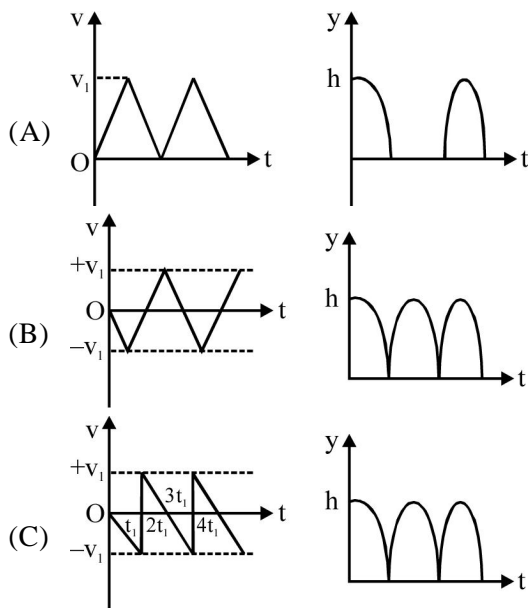 v
v₁
O
t
(A)
y
h
t
v
+v₁
O
t
–v₁
(B)
y
h
t
v
+v₁
O
t₁
2t₁
3t₁
4t₁
t
–v₁
(C)
y
h
t